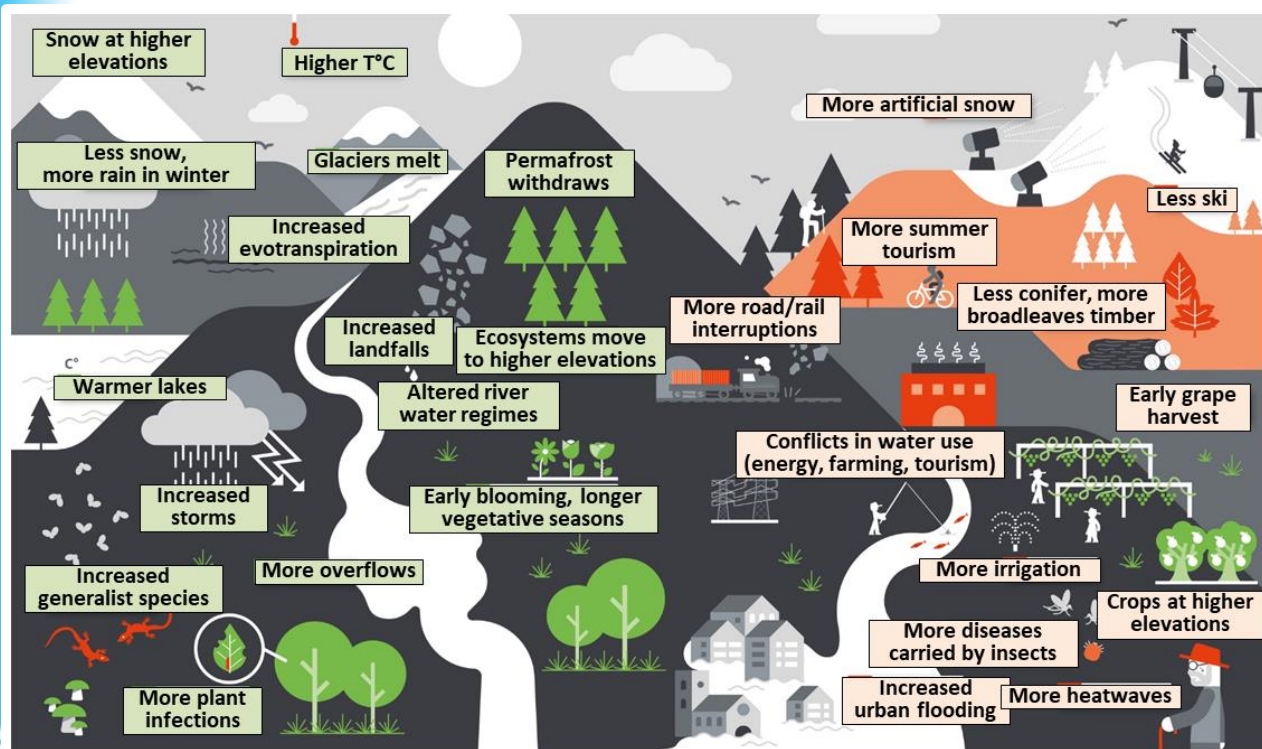 Snow at higher
elevations
Higher T°C
More artificial snow
Less snow,
more rain in winter
Glaciers melt
Permafrost
withdraws
Less ski
Increased
evotranspiration
More summer
tourism
Less conifer, more
broadleaves timber
More road/rail
interruptions
Increased
landfalls
Ecosystems move
to higher elevations
C°
Warmer lakes
Altered river
water regimes
Early grape
harvest
Conflicts in water use
(energy, farming, tourism)
Increased
storms
Early blooming, longer
vegetative seasons
More overflows
More irrigation
Increased
generalist species
Crops at higher
elevations
More diseases
carried by insects
More plant
infections
Increased
urban flooding
More heatwaves